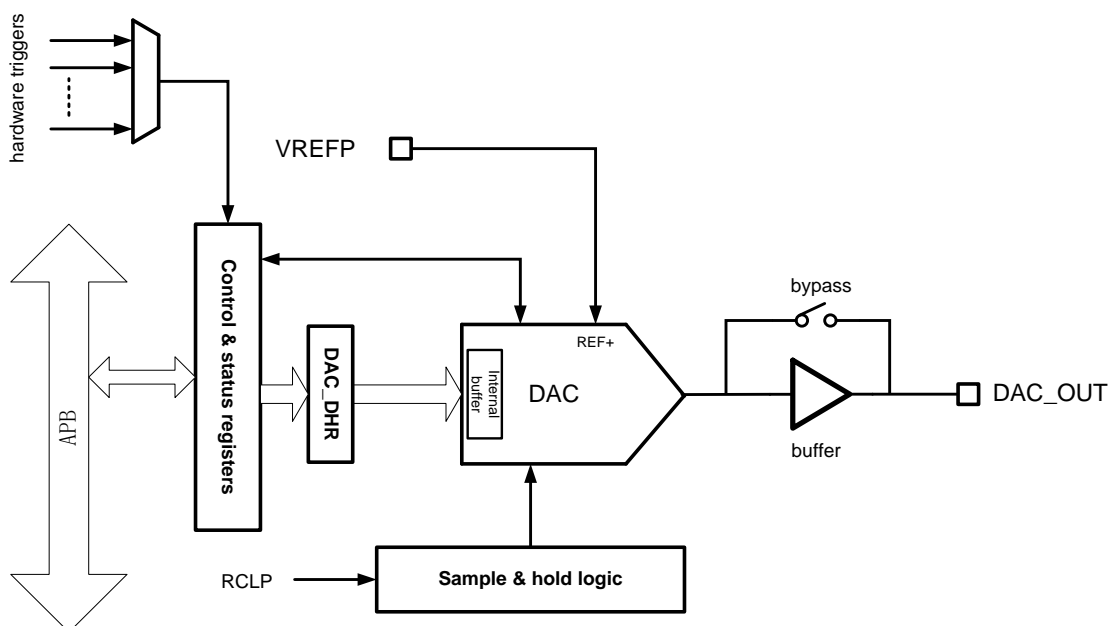 hardware triggers
VREFP
Control & status registers
bypass
REF+
DAC_DHR
Internal
buffer
DAC
DAC_OUT
APB
buffer
RCLP
Sample & hold logic